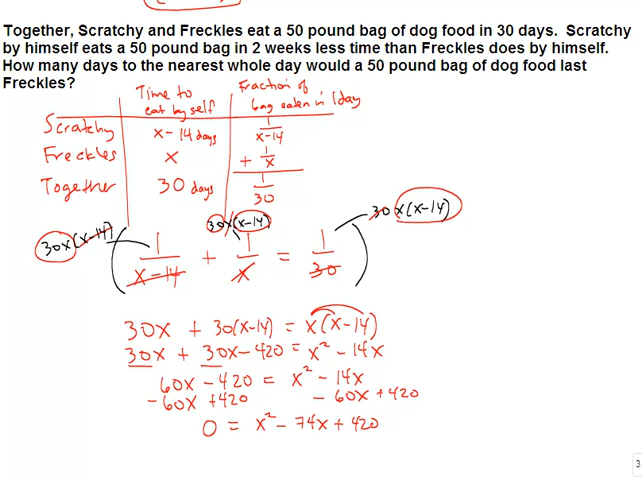 Together, Scratchy and Freckles eat a 50 pound bag of dog food in 30 days. Scratchy
by himself eats a 50 pound bag in 2 weeks less time than Freckles does by himself.
How many days to the nearest whole day would a 50 pound bag of dog food last
Freckles?
Time to eat by self
Fraction of bag eaten in 1 day
Scratchy x-14 days 1/(x-14)
Freckles x + 1/x
Together 30 days 1/30
30x(x-14) 30x(x-14) 30x(x-14)
( 1/(x-14) + 1/x = 1/30 )
30x + 30(x-14) = x(x-14)
30x + 30x - 420 = x² - 14x
60x - 420 = x² - 14x
-60x +420 -60x +420
0 = x² - 74x + 420
3